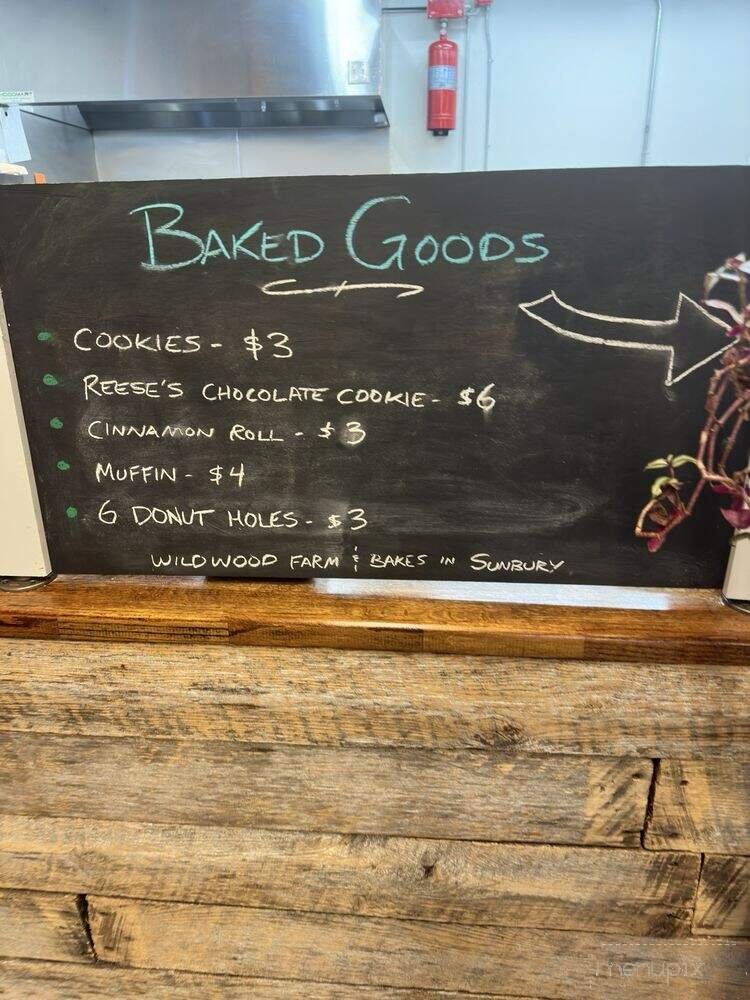 BAKED GOODS
COOKIES - $3
REESE'S CHOCOLATE COOKIE - $6
CINNAMON ROLL - $3
MUFFIN - $4
6 DONUT HOLES - $3
WILDWOOD FARM & BAKES IN SUNBURY
menupix